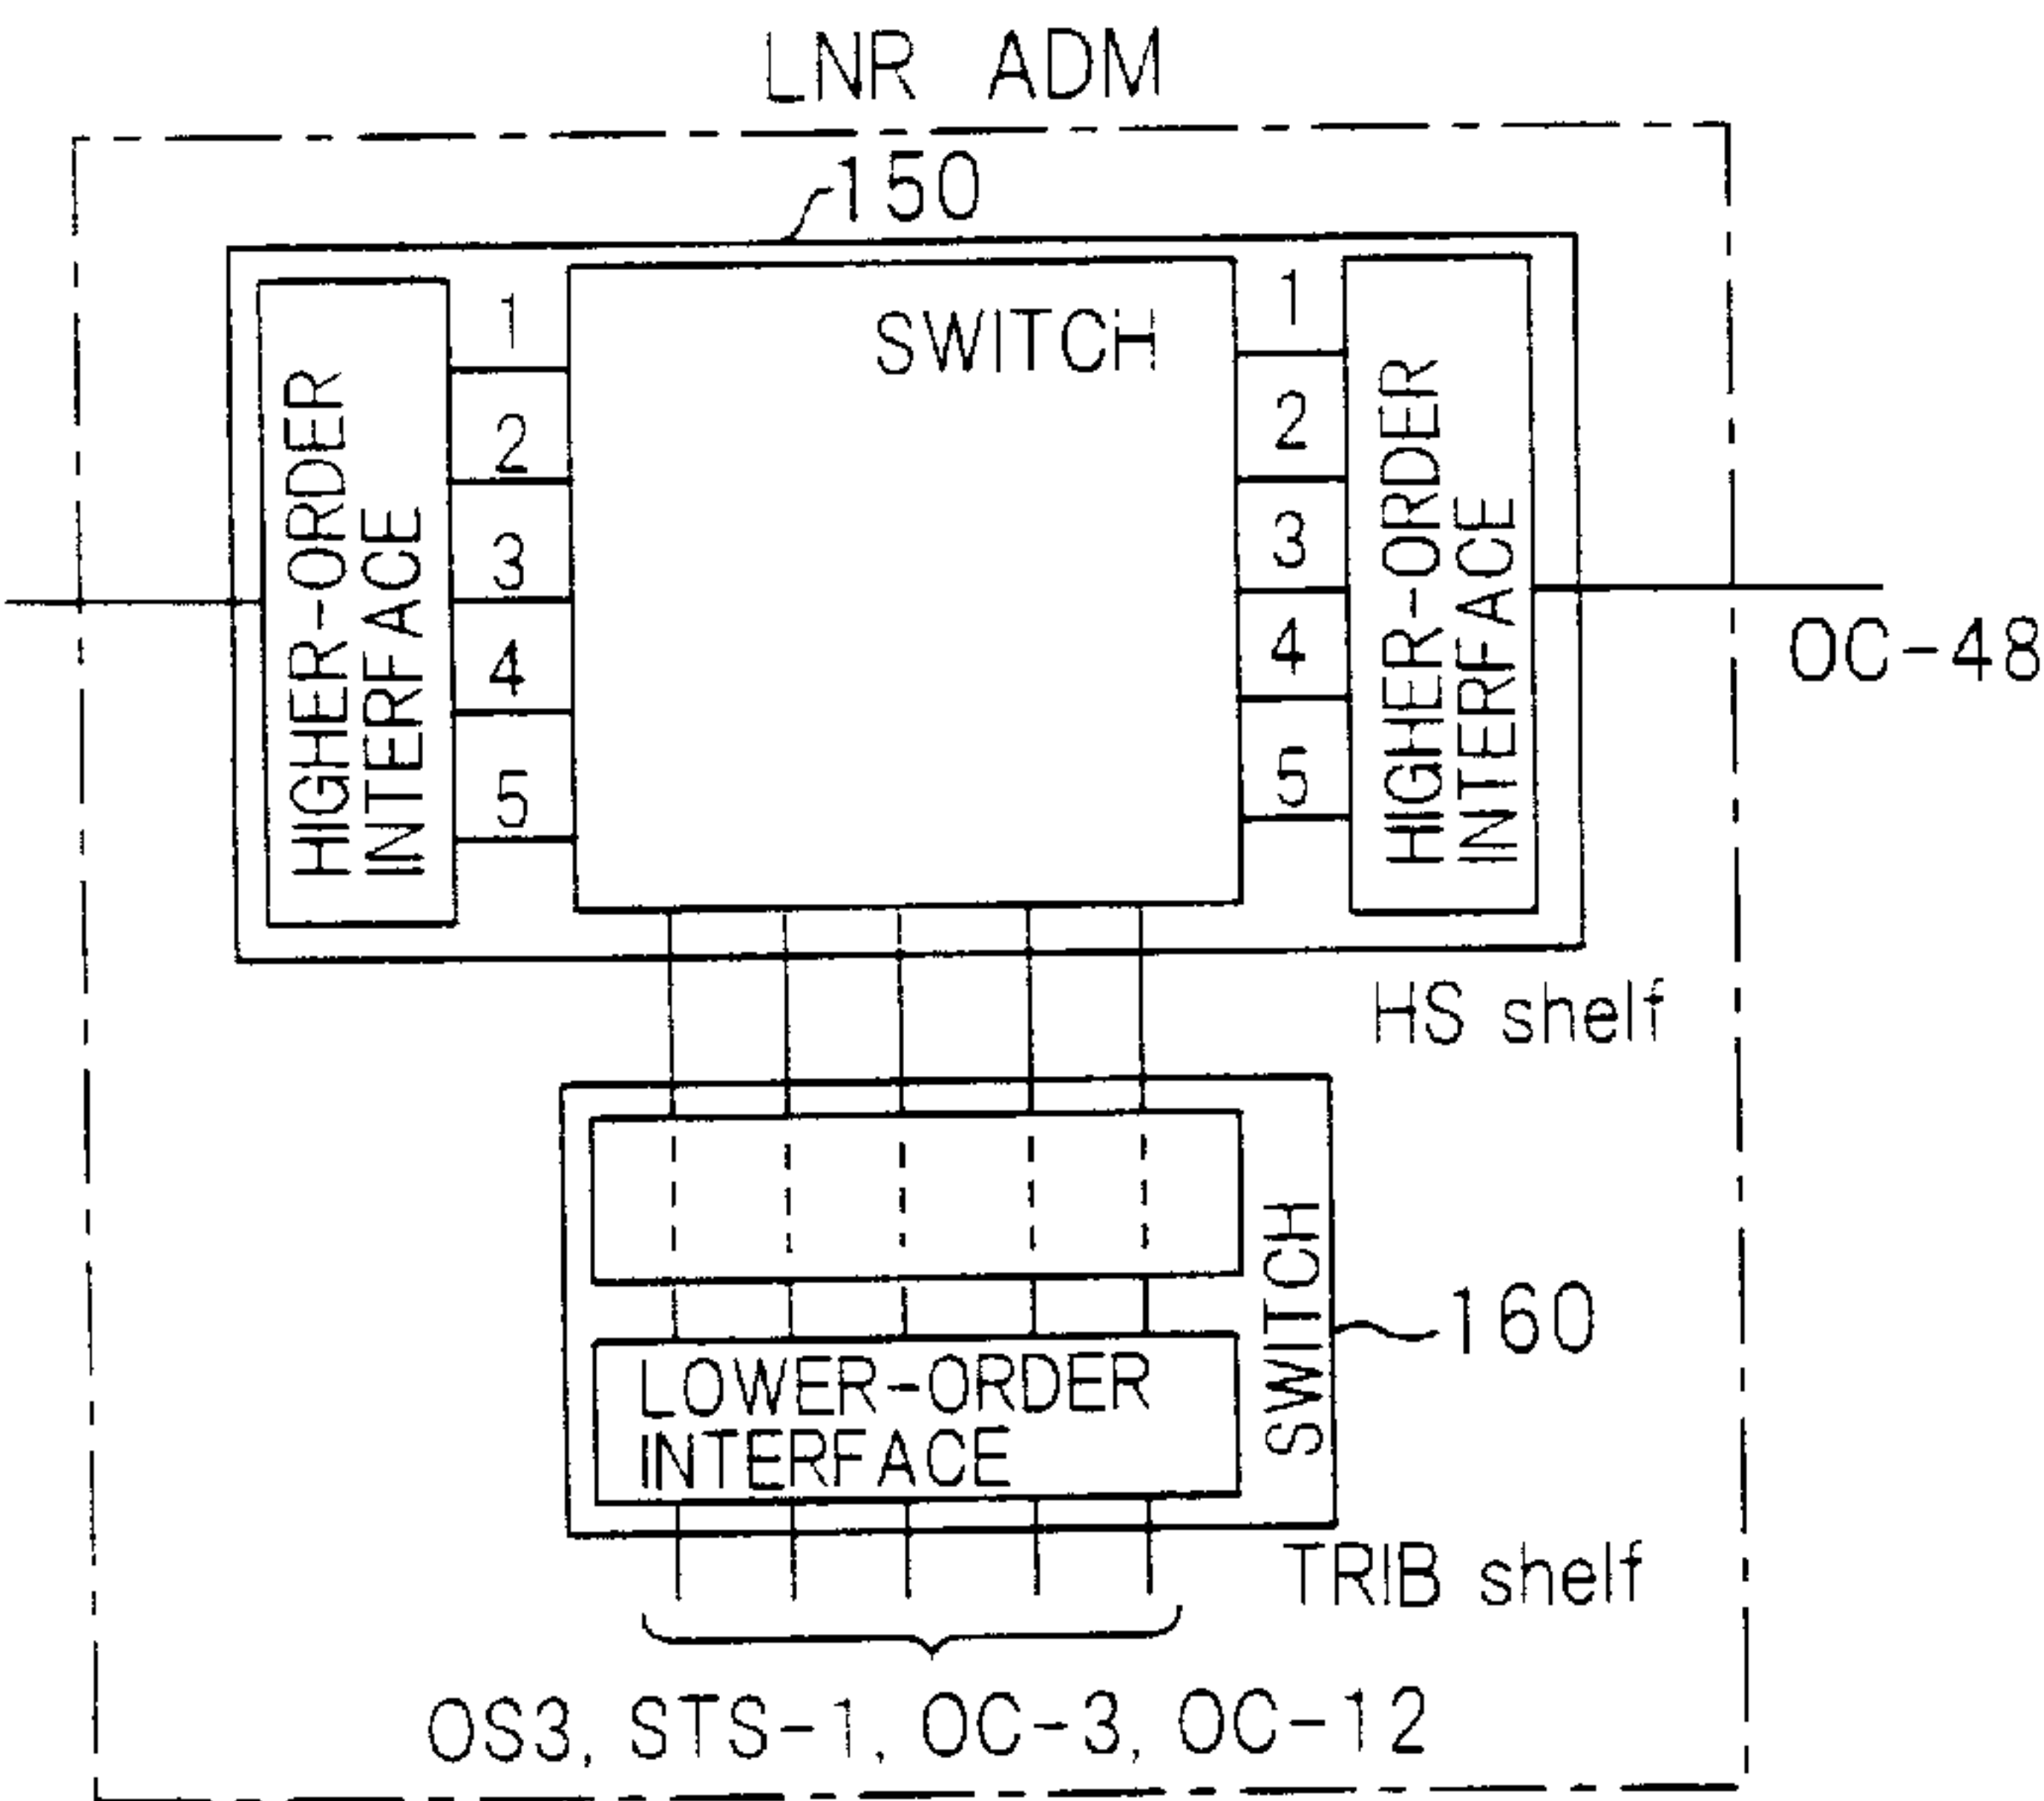 LNR ADM
150
HIGHER-ORDER
INTERFACE
1
2
3
4
5
SWITCH
1
2
3
4
5
HIGHER-ORDER
INTERFACE
OC-48
HS shelf
SWITCH
160
LOWER-ORDER
INTERFACE
TRIB shelf
OS3, STS-1, OC-3, OC-12